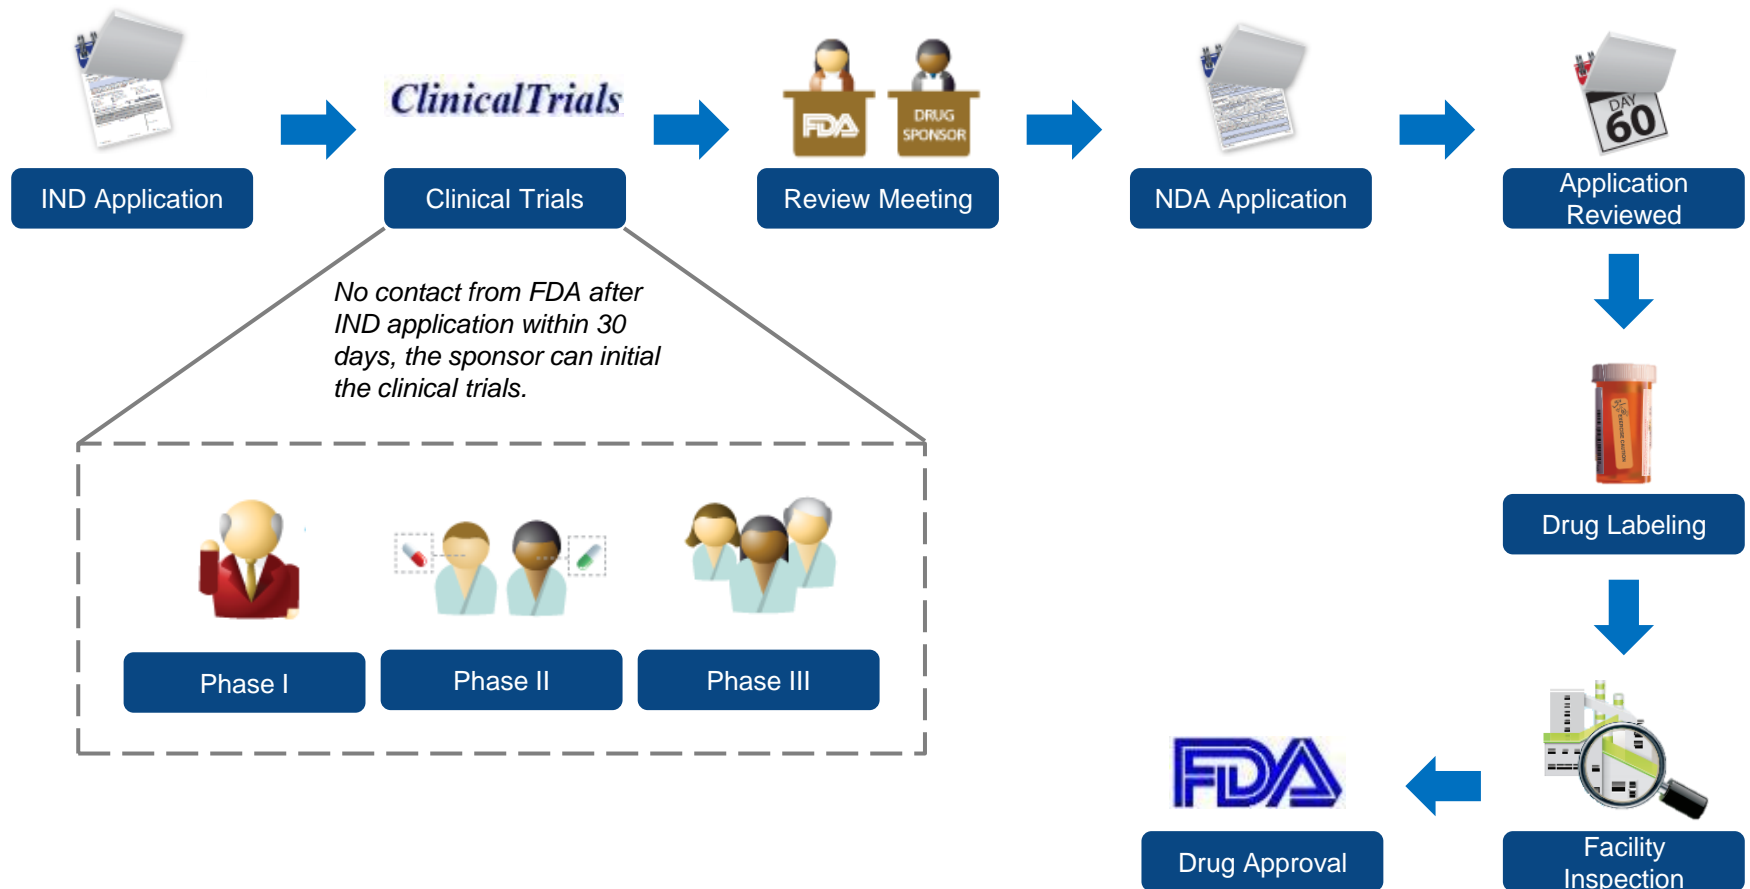 ClinicalTrials
FDA
DRUG
SPONSOR
DAY
60
IND Application
Clinical Trials
Review Meeting
NDA Application
Application
Reviewed
No contact from FDA after
IND application within 30
days, the sponsor can initial
the clinical trials.
Drug Labeling
Phase I
Phase II
Phase III
FDA
Drug Approval
Facility
Inspection